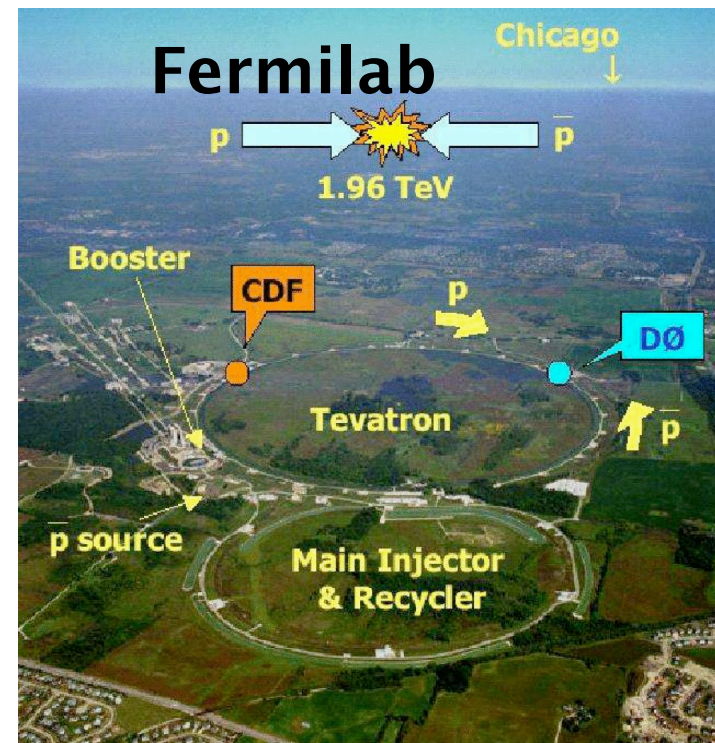 Chicago
↓
Fermilab
p p̅
1.96 TeV
Booster
CDF
p
DØ
Tevatron
p̅
p̅ source
Main Injector
& Recycler